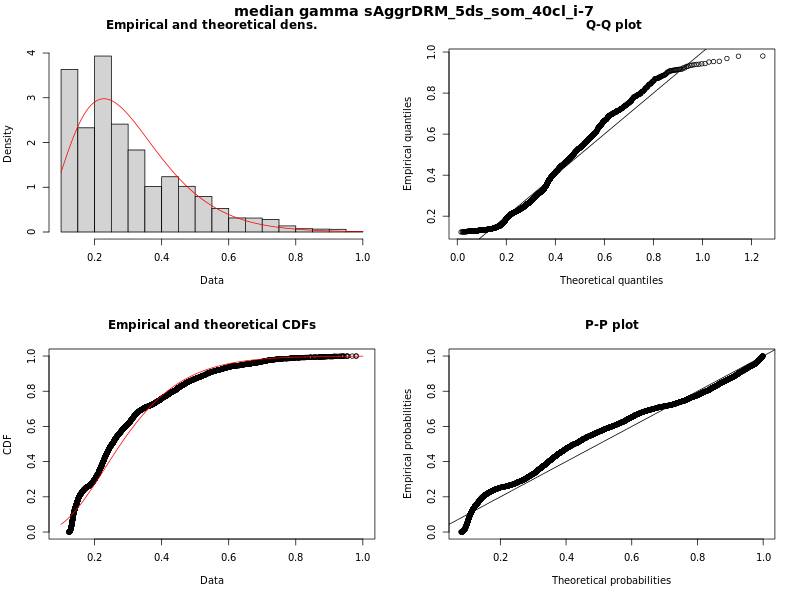 median gamma sAggrDRM_5ds_som_40cl_i-7
Empirical and theoretical dens.
Density
0 1 2 3 4
0.2 0.4 0.6 0.8 1.0
Data
Q-Q plot
Empirical quantiles
0.2 0.4 0.6 0.8 1.0
0.0 0.2 0.4 0.6 0.8 1.0 1.2
Theoretical quantiles
Empirical and theoretical CDFs
CDF
0.0 0.2 0.4 0.6 0.8 1.0
0.2 0.4 0.6 0.8 1.0
Data
P-P plot
Empirical probabilities
0.0 0.2 0.4 0.6 0.8 1.0
0.2 0.4 0.6 0.8 1.0
Theoretical probabilities